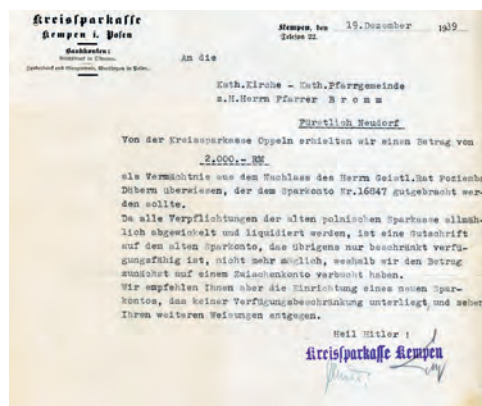 Kreissparkasse
Kempen i. Posen
Bankkonten:
Kempen, den 19. Dezember 1939
Telefon 22.
An die
Kath.Kirche - Kath.Pfarrgemeinde
z.H.Herrn Pfarrer B r o m m
Fürstlich Neudorf
Von der Kreissparkasse Oppeln erhielten wir einen Betrag von
2.000.- RM
als Vermächtnis aus dem Nachlass des Herrn Geistl.Rat
Döbern überwiesen, der dem Sparkonto Nr.16847 gutgebracht wer-
den sollte.
Da alle Verpflichtungen der alten polnischen Sparkasse allmäh-
lich abgewickelt und liquidiert werden, ist eine Gutschrift
auf dem alten Sparkonto, das übrigens nur beschränkt verfü-
gungsfähig ist, nicht mehr möglich, weshalb wir den Betrag
zunächst auf einem Zwischenkonto verbucht haben.
Wir empfehlen Ihnen aber die Einrichtung eines neuen Spar-
kontos, das keiner Verfügungsbeschränkung unterliegt, und sehen
Ihren weiteren Weisungen entgegen.
Heil Hitler !
Kreissparkasse Kempen